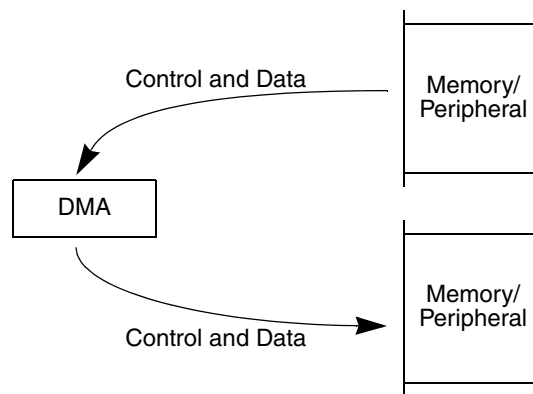 Control and Data
Memory/
Peripheral
DMA
Memory/
Peripheral
Control and Data